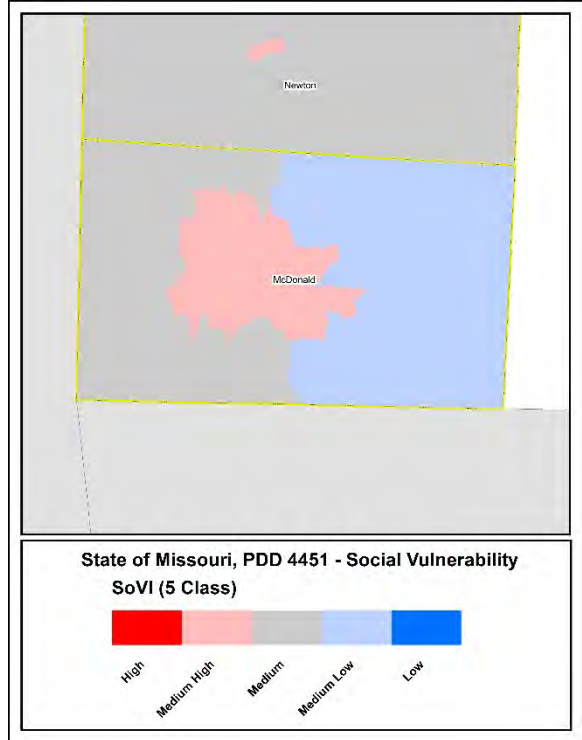 Newton
McDonald
State of Missouri, PDD 4451 - Social Vulnerability
SoVI (5 Class)
High
Medium High
Medium
Medium Low
Low